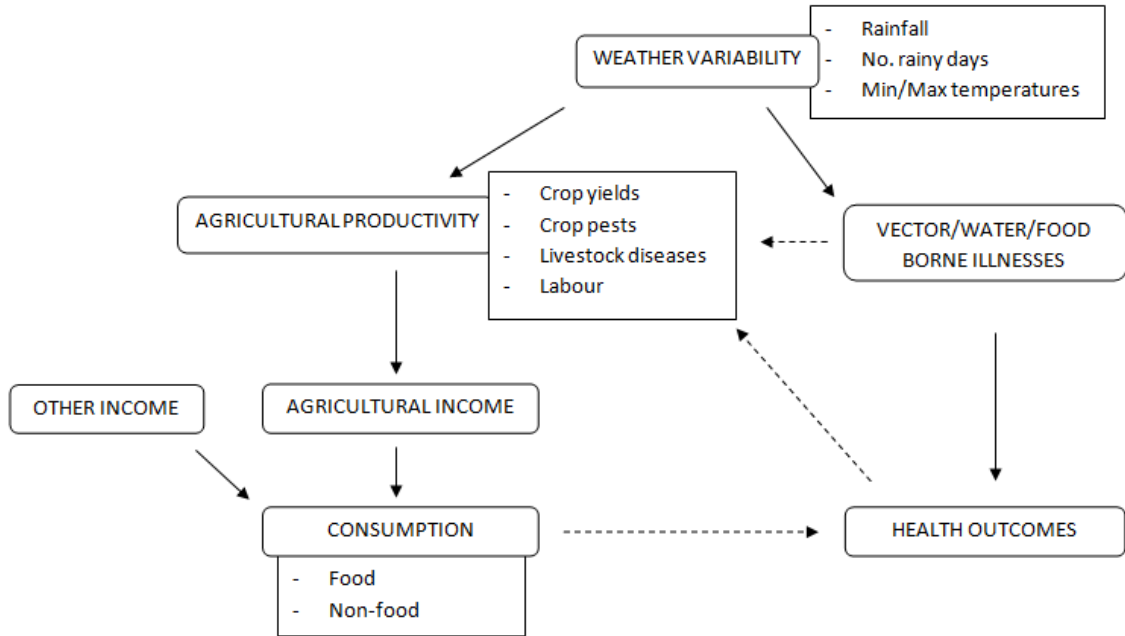 WEATHER VARIABILITY
- Rainfall
- No. rainy days
- Min/Max temperatures
AGRICULTURAL PRODUCTIVITY
- Crop yields
- Crop pests
- Livestock diseases
- Labour
VECTOR/WATER/FOOD
BORNE ILLNESSES
OTHER INCOME
AGRICULTURAL INCOME
CONSUMPTION
- Food
- Non-food
HEALTH OUTCOMES